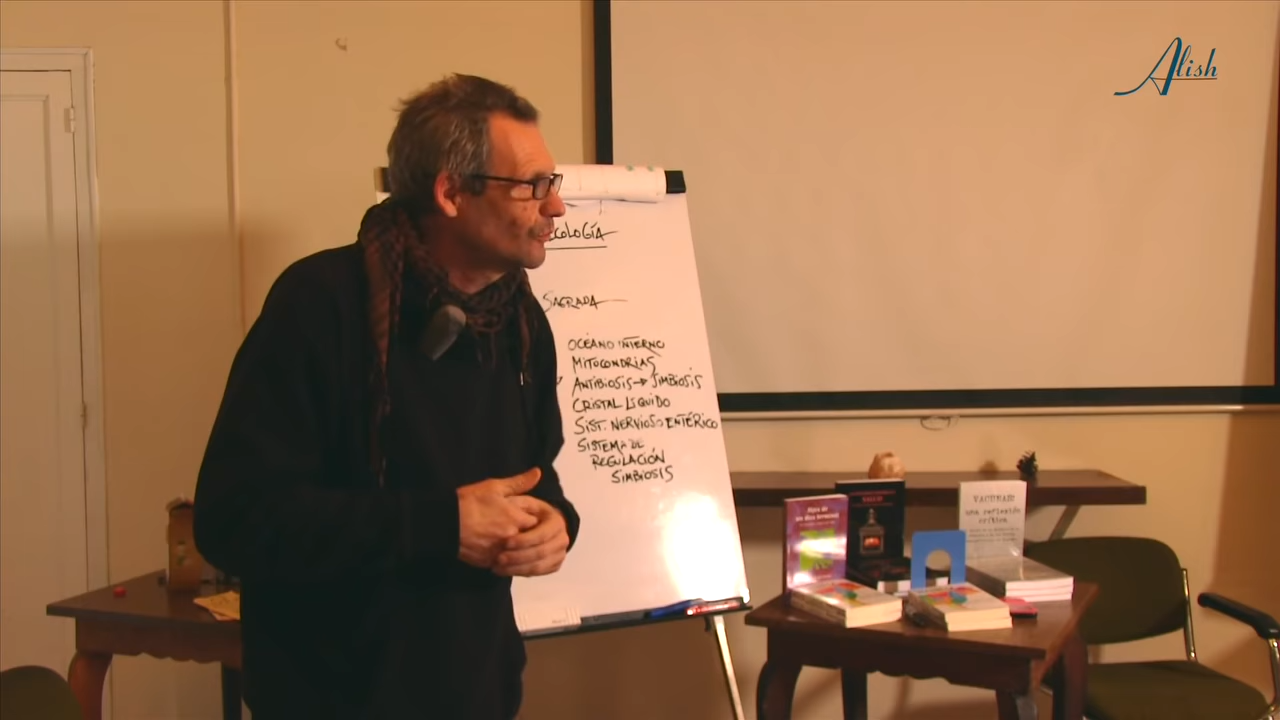 Alish
ECOLOGÍA
SAGRADA
OCÉANO INTERNO
MITOCONDRIAS
ANTIBIOSIS → SIMBIOSIS
CRISTAL LIQUIDO
SIST. NERVIOSO ENTÉRICO
SISTEMA DE
REGULACIÓN
SIMBIOSIS
VACUNAS:
una reflexión
crítica